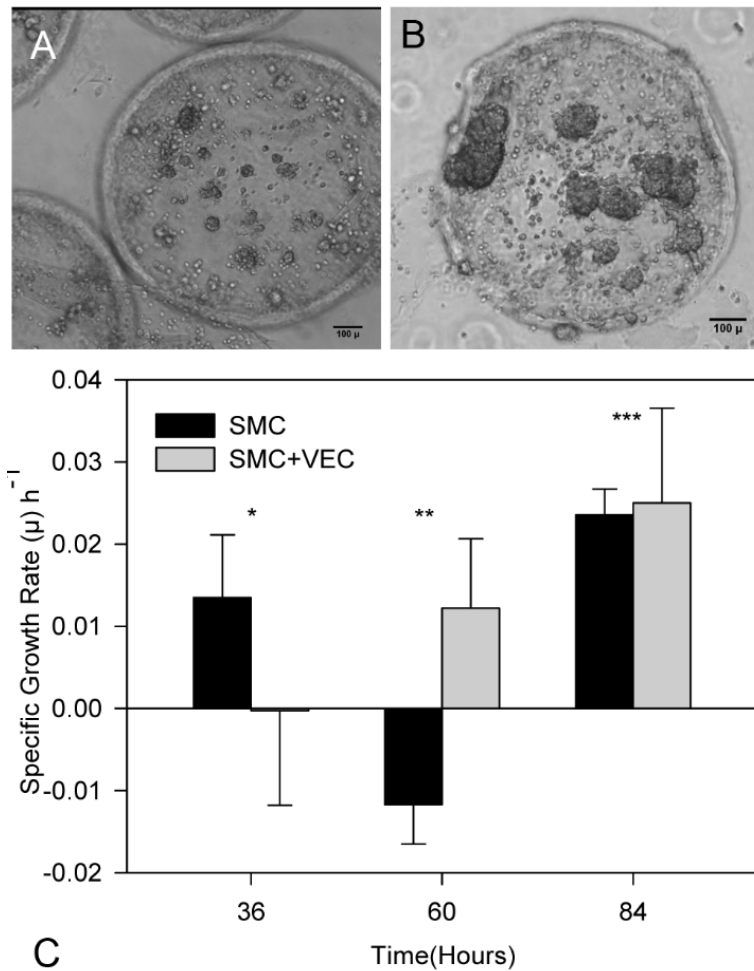 A
B
100 µ
100 µ
0.04
0.03
0.02
0.01
0.00
-0.01
-0.02
Specific Growth Rate (µ) h⁻¹
SMC
SMC+VEC
*
**
***
36
60
84
Time(Hours)
C